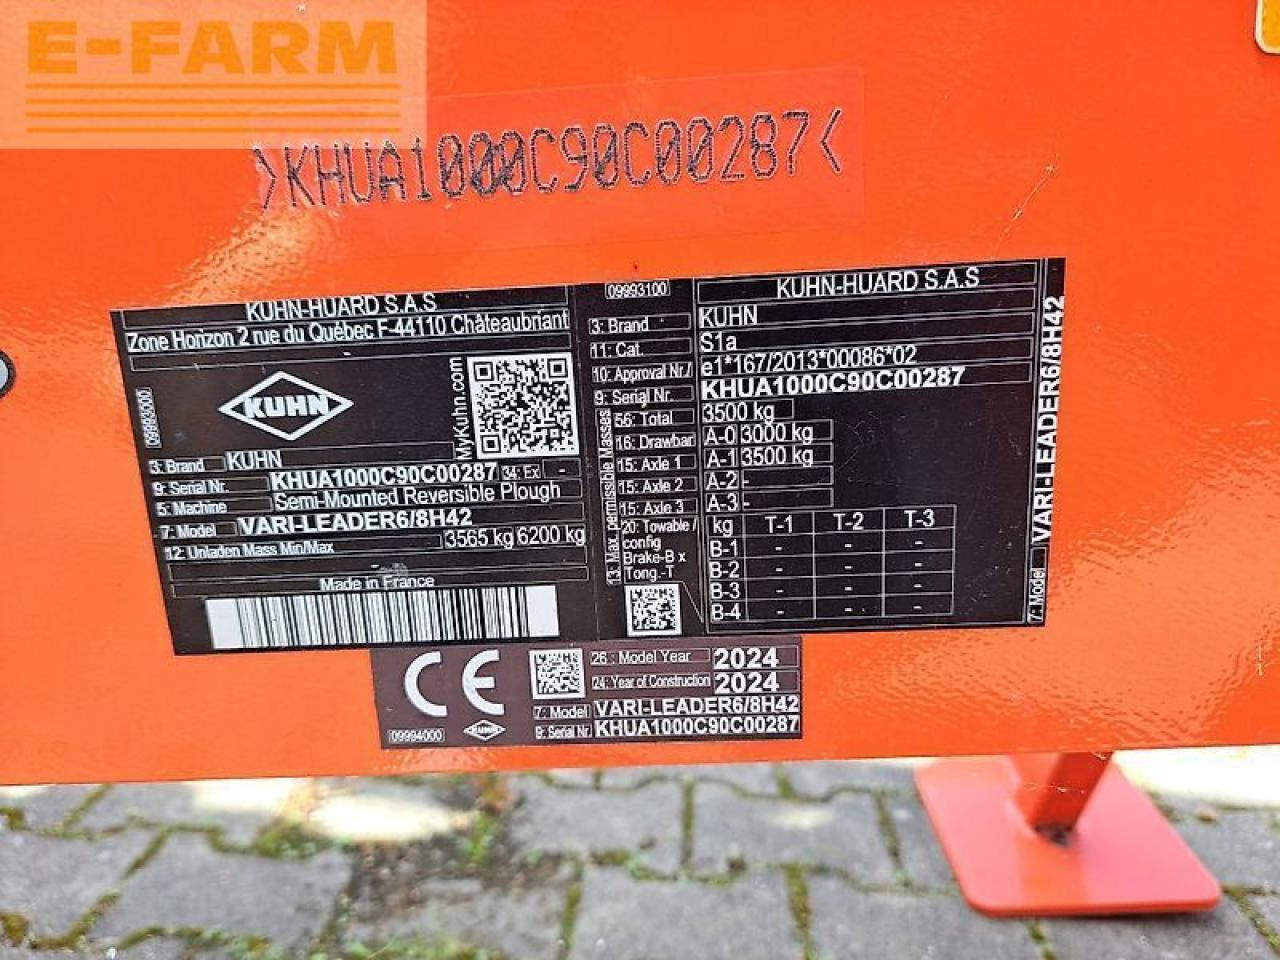 E-FARM
>KHUA1000C90C00287<
KUHN-HUARD S.A.S
Zone Horizon 2 rue du Québec F-44110 Châteaubriant
09993000
KUHN
MyKuhn.com
3: Brand KUHN
9: Serial Nr. KHUA1000C90C00287 34: Ex -
5: Machine Semi-Mounted Reversible Plough
7: Model VARI-LEADER6/8H42
12: Unladen Mass Min/Max 3565 kg 6200 kg
-
Made in France
09993100 KUHN-HUARD S.A.S
3: Brand KUHN
11: Cat. S1a
10: Approval Nr./ e1*167/2013*00086*02
9: Serial Nr. KHUA1000C90C00287
13: Max. permissible Masses
56: Total 3500 kg
16: Drawbar A-0 3000 kg
15: Axle 1 A-1 3500 kg
15: Axle 2 A-2 -
15: Axle 3 A-3 -
20: Towable / config Brake-B x Tong.-T
kg T-1 T-2 T-3
B-1 - - -
B-2 - - -
B-3 - - -
B-4 - - -
7: Model VARI-LEADER6/8H42
CE
26: Model Year 2024
24: Year of Construction 2024
7: Model VARI-LEADER6/8H42
9: Serial Nr KHUA1000C90C00287
09994000 KUHN